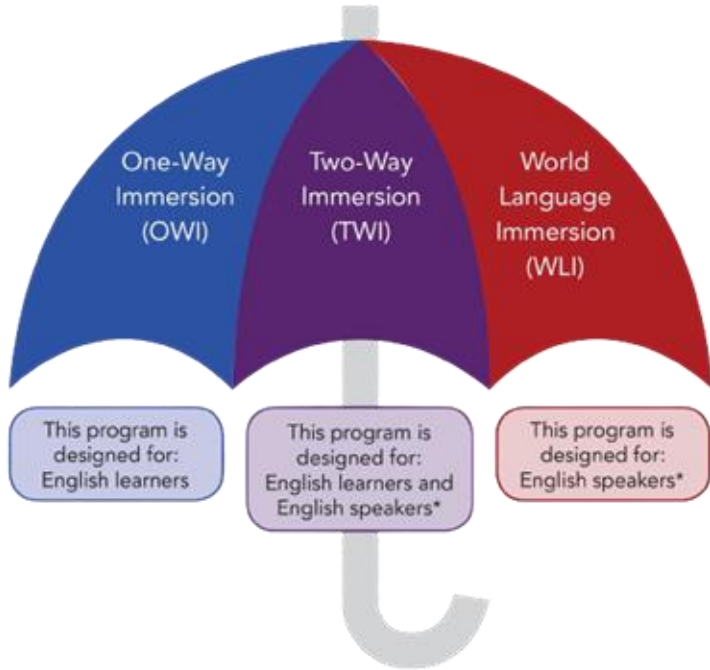 One-Way
Immersion
(OWI)
Two-Way
Immersion
(TWI)
World
Language
Immersion
(WLI)
This program is
designed for:
English learners
This program is
designed for:
English learners and
English speakers*
This program is
designed for:
English speakers*